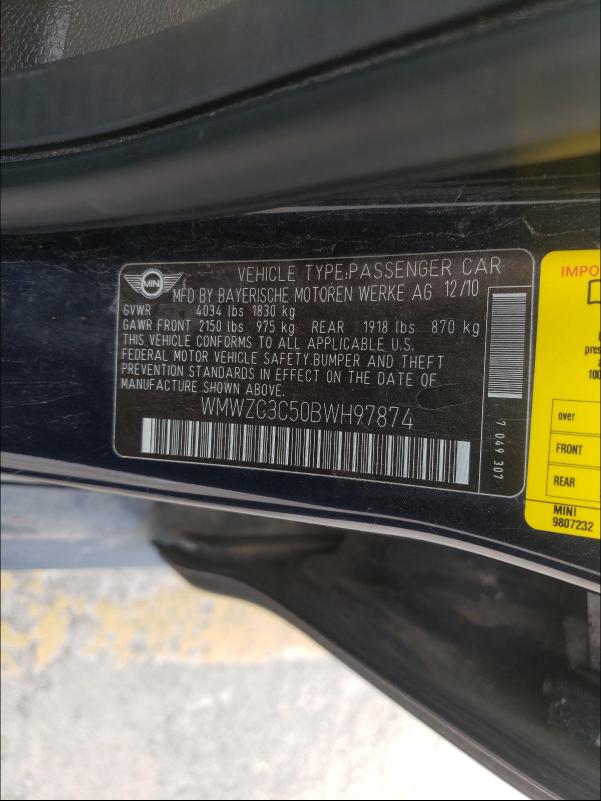 MINI
VEHICLE TYPE:PASSENGER CAR
MFD BY BAYERISCHE MOTOREN WERKE AG 12/10
GVWR 4034 lbs 1830 kg
GAWR FRONT 2150 lbs 975 kg REAR 1918 lbs 870 kg
THIS VEHICLE CONFORMS TO ALL APPLICABLE U.S.
FEDERAL MOTOR VEHICLE SAFETY,BUMPER AND THEFT
PREVENTION STANDARDS IN EFFECT ON THE DATE OF
MANUFACTURE SHOWN ABOVE.
WMWZC3C50BWH97874
7 049 307
over
FRONT
REAR
MINI
9807232